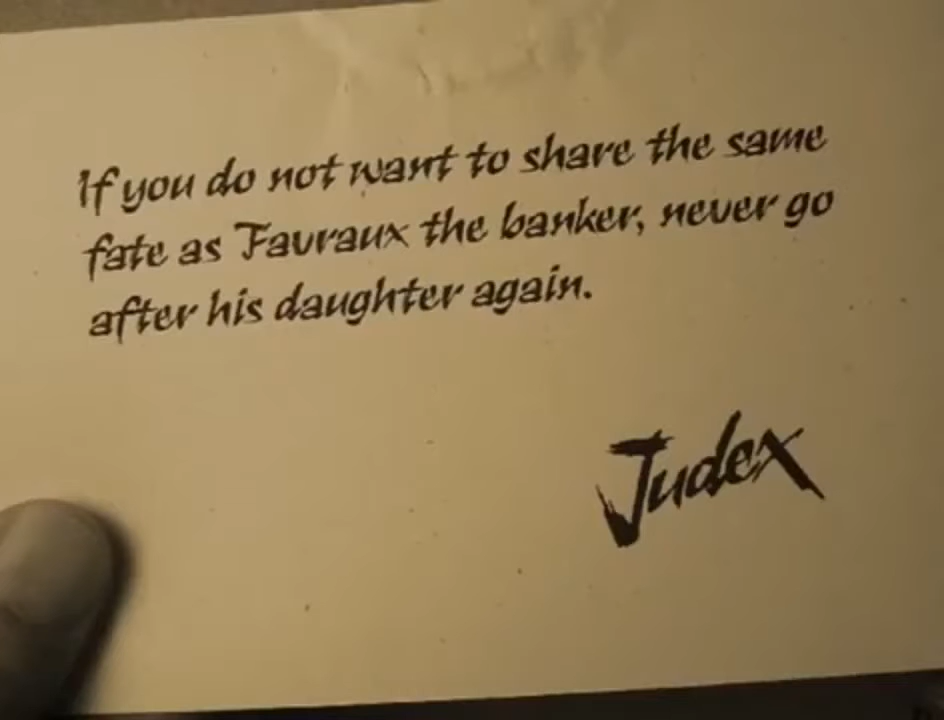 If you do not want to share the same
fate as Favraux the banker, never go
after his daughter again.
Judex